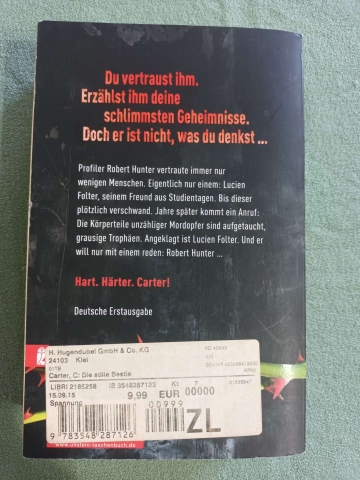 Du vertraust ihm.
Erzählst ihm deine
schlimmsten Geheimnisse.
Doch er ist nicht, was du denkst ...
Profiler Robert Hunter vertraute immer nur
wenigen Menschen. Eigentlich nur einem: Lucien
Folter, seinem Freund aus Studientagen. Bis dieser
plötzlich verschwand. Jahre später kommt ein Anruf:
Die Körperteile unzähliger Mordopfer sind aufgetaucht,
grausige Trophäen. Angeklagt ist Lucien Folter. Und er
will nur mit einem reden: Robert Hunter ...
Hart. Härter. Carter!
Deutsche Erstausgabe
H. Hugendubel GmbH & Co. KG
24103 Kiel
Carter, C: Die stille Bestie
LIBRI 2185258 IB 3548287123 Kt 7
15.09.15 9,99 EUR 00000
Spannung 00999
ZL
9 783548 287126
www.ullstein-taschenbuch.de